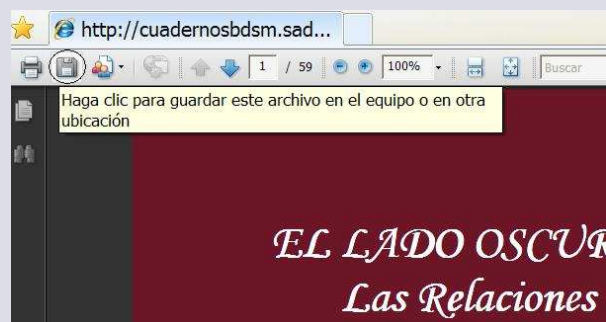 http://cuadernosbdsm.sad...
1 / 59 100% Buscar
Haga clic para guardar este archivo en el equipo o en otra
ubicación
EL LADO OSCUR
Las Relaciones